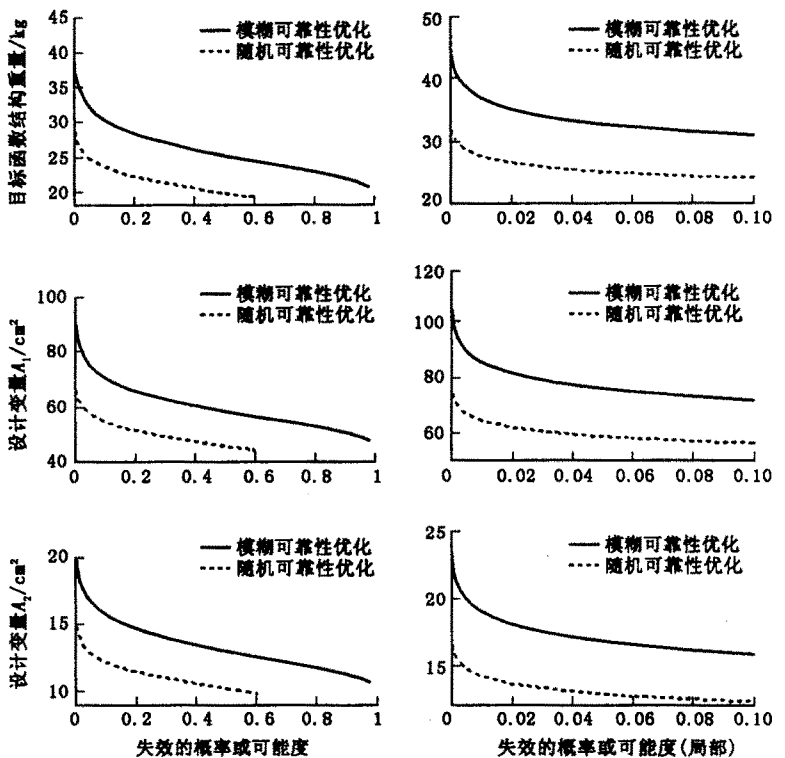 目标函数结构重量/kg
45
40
35
30
25
20
模糊可靠性优化
随机可靠性优化
0 0.2 0.4 0.6 0.8 1
50
40
30
20
模糊可靠性优化
随机可靠性优化
0 0.02 0.04 0.06 0.08 0.10
设计变量A₁/cm²
100
80
60
40
模糊可靠性优化
随机可靠性优化
0 0.2 0.4 0.6 0.8 1
120
100
80
60
模糊可靠性优化
随机可靠性优化
0 0.02 0.04 0.06 0.08 0.10
设计变量A₂/cm²
20
15
10
模糊可靠性优化
随机可靠性优化
0 0.2 0.4 0.6 0.8 1
失效的概率或可能度
25
20
15
模糊可靠性优化
随机可靠性优化
0 0.02 0.04 0.06 0.08 0.10
失效的概率或可能度(局部)